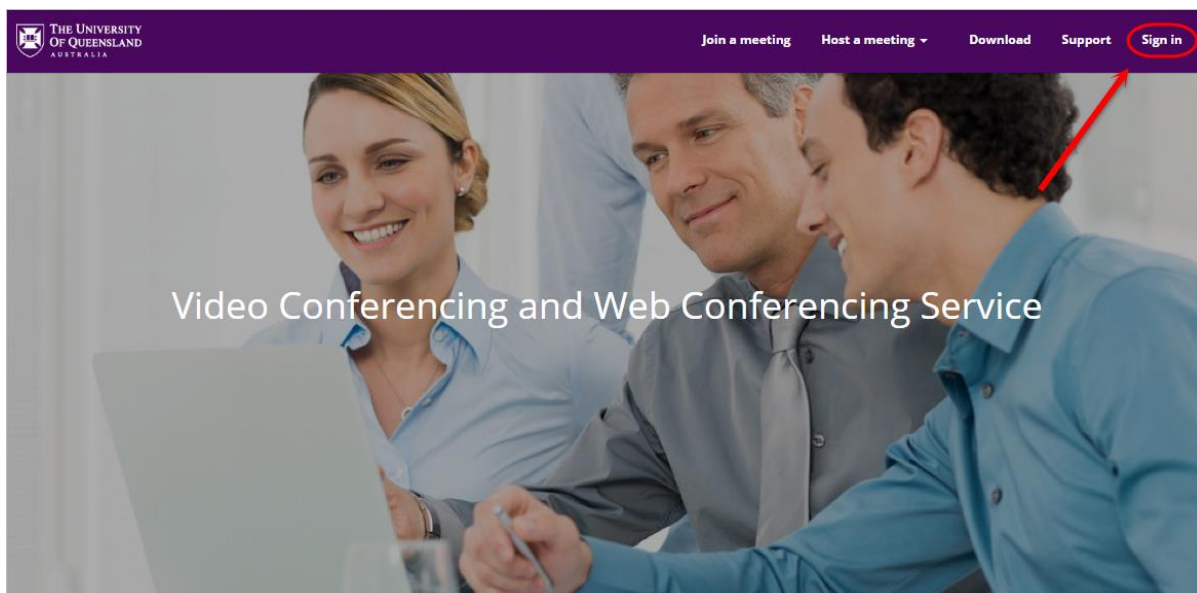 THE UNIVERSITY
OF QUEENSLAND
AUSTRALIA
Join a meeting Host a meeting Download Support Sign in
Video Conferencing and Web Conferencing Service